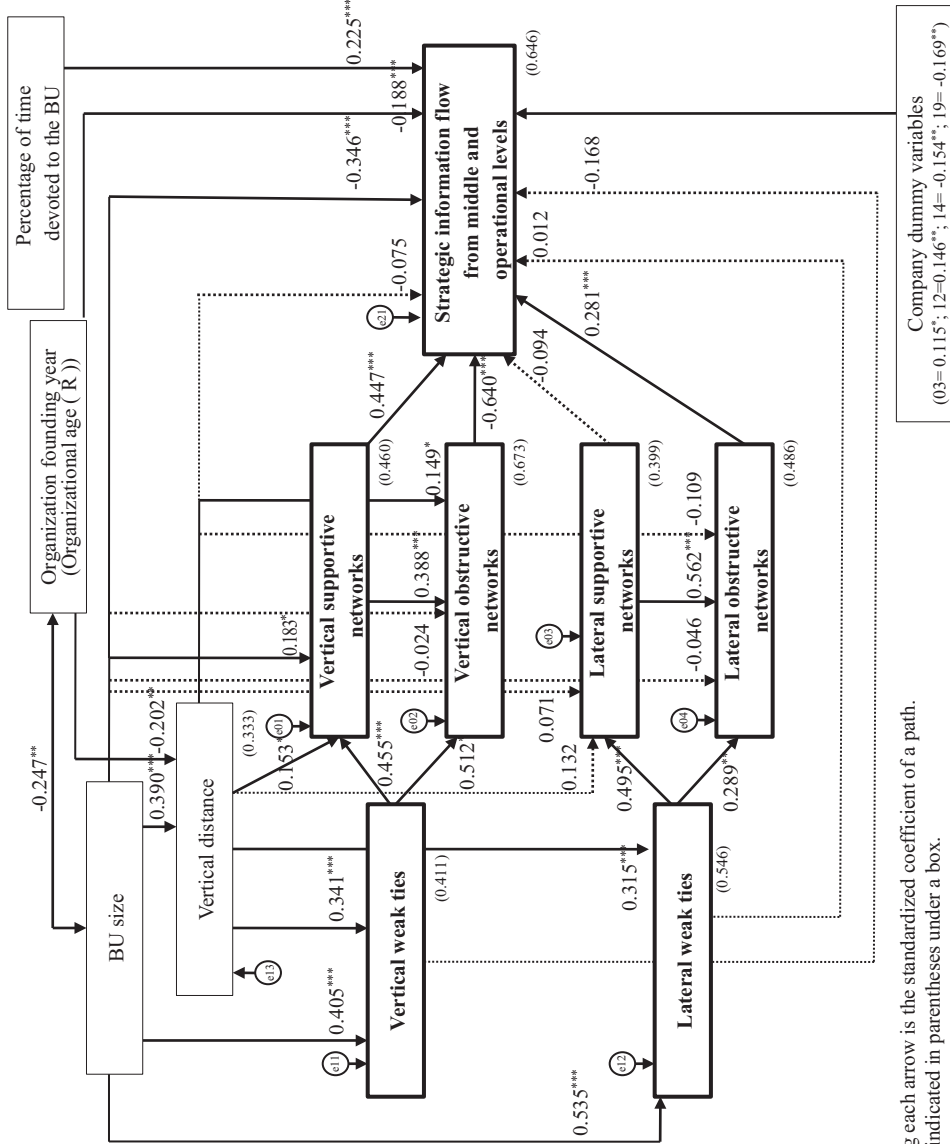 -0.247**
BU size
Organization founding year
(Organizational age ( R ))
Percentage of time
devoted to the BU
0.390***
-0.202**
Vertical distance
(0.333)
e13
0.405***
0.341***
0.535***
e11
Vertical weak ties
(0.411)
0.315***
e12
Lateral weak ties
(0.546)
0.153*
0.455***
0.512
0.132
0.495***
0.289*
e01
0.183*
Vertical supportive
networks
(0.460)
0.388***
0.149*
-0.024
e02
Vertical obstructive
networks
(0.673)
0.071
e03
Lateral supportive
networks
(0.399)
-0.046
0.562***
-0.109
e04
Lateral obstructive
networks
(0.486)
0.447***
-0.640***
-0.094
0.281***
e21
-0.075
-0.346***
-0.188***
0.225***
Strategic information flow
from middle and
operational levels
(0.646)
0.012
-0.168
Company dummy variables
(03= 0.115*; 12=0.146**; 14= -0.154**; 19= -0.169**)
g each arrow is the standardized coefficient of a path.
indicated in parentheses under a box.